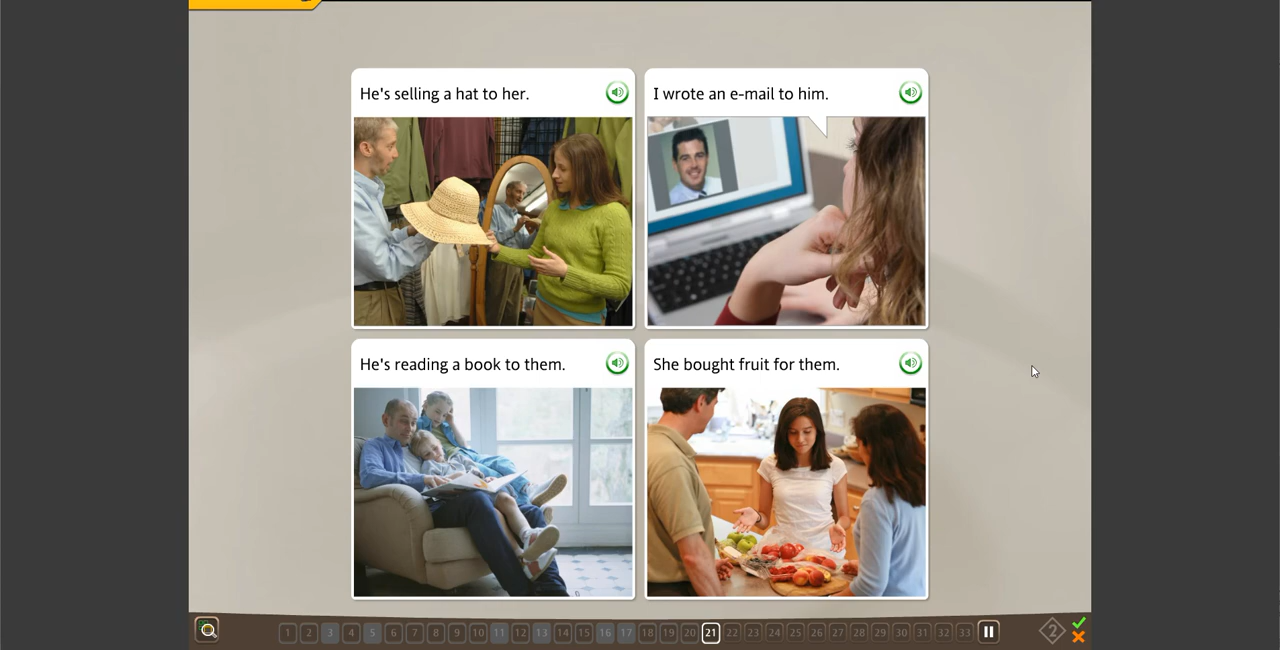 He's selling a hat to her.
I wrote an e-mail to him.
He's reading a book to them.
She bought fruit for them.
1 2 3 4 5 6 7 8 9 10 11 12 13 14 15 16 17 18 19 20 21 22 23 24 25 26 27 28 29 30 31 32 33 2